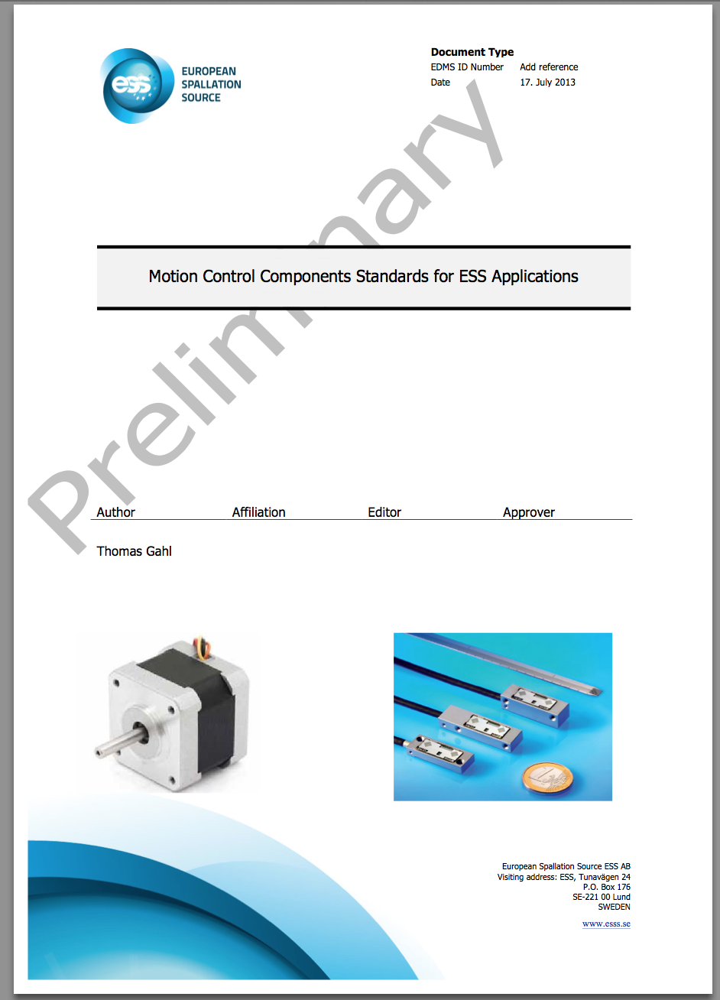 ess
EUROPEAN
SPALLATION
SOURCE
Document Type
EDMS ID Number Add reference
Date 17. July 2013
Preliminary
Motion Control Components Standards for ESS Applications
Author Affiliation Editor Approver
Thomas Gahl
European Spallation Source ESS AB
Visiting address: ESS, Tunavägen 24
P.O. Box 176
SE-221 00 Lund
SWEDEN
www.esss.se